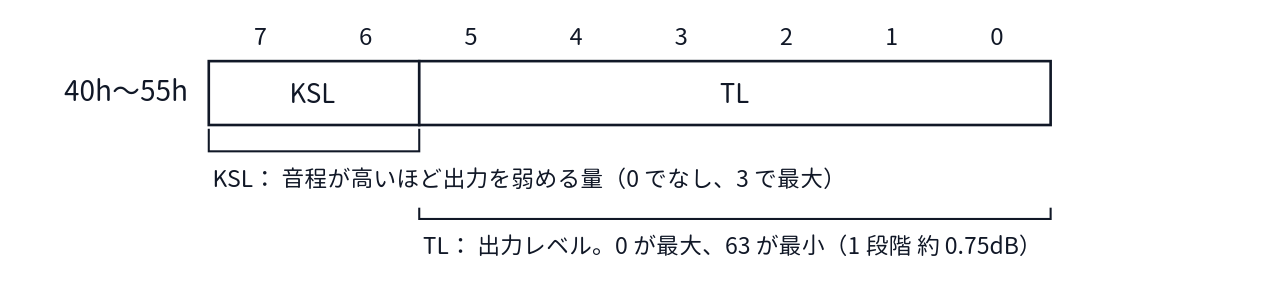 7 6 5 4 3 2 1 0
40h～55h KSL TL
KSL： 音程が高いほど出力を弱める量（0 でなし、3 で最大）
TL： 出力レベル。0 が最大、63 が最小（1 段階 約 0.75dB）